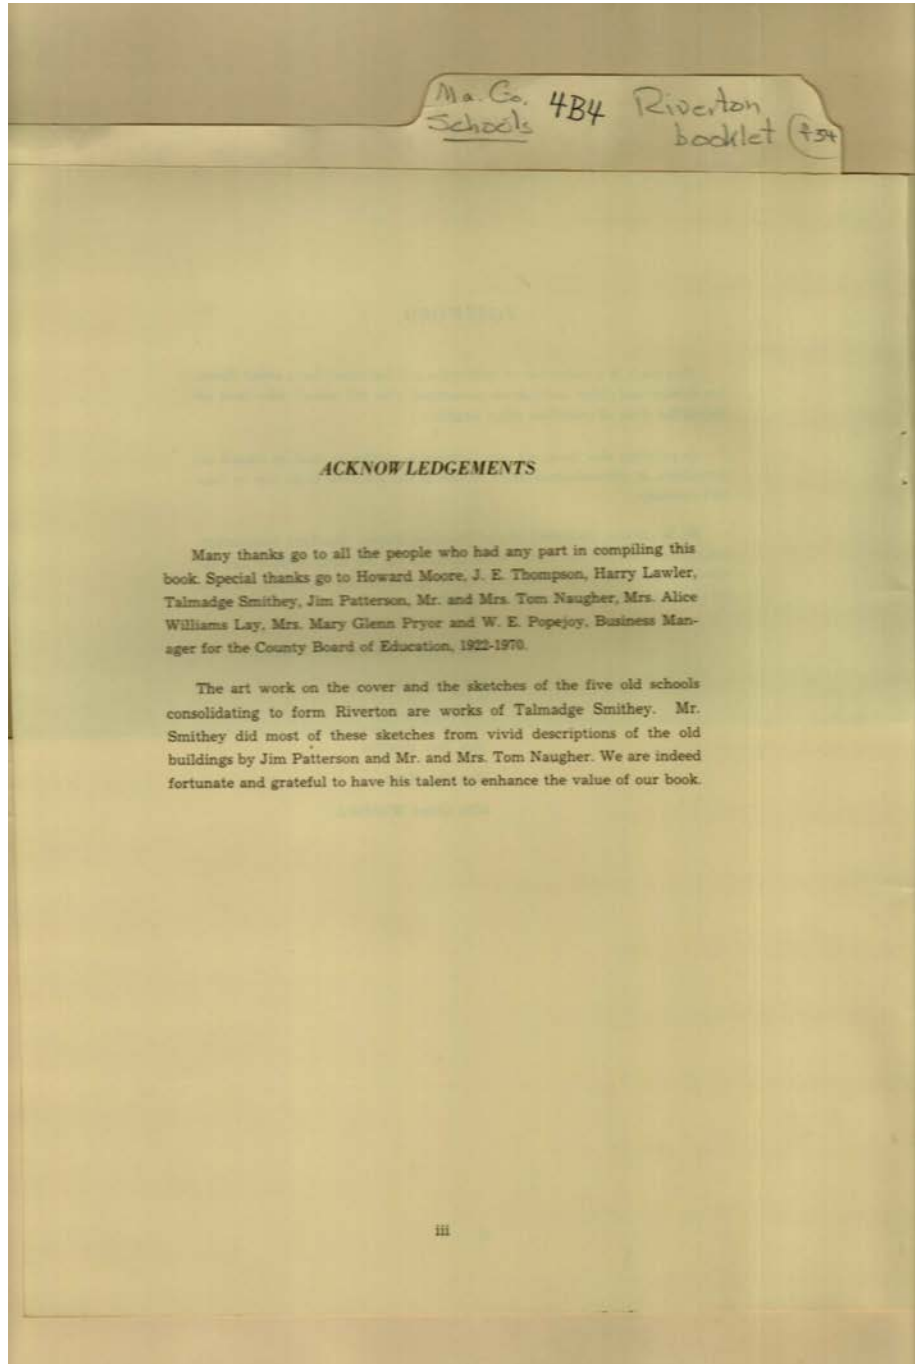 Ma. Co. 4B4 Riverton
Schools booklet
ACKNOWLEDGEMENTS
Many thanks go to all the people who had any part in compiling this
book. Special thanks go to Howard Moore, J. E. Thompson, Harry Lawler,
Talmadge Smithey, Jim Patterson, Mr. and Mrs. Tom Naugher, Mrs. Alice
Williams Lay, Mrs. Mary Glenn Pryor and W. E. Popejoy, Business Man-
ager for the County Board of Education, 1922-1970.
The art work on the cover and the sketches of the five old schools
consolidating to form Riverton are works of Talmadge Smithey. Mr.
Smithey did most of these sketches from vivid descriptions of the old
buildings by Jim Patterson and Mr. and Mrs. Tom Naugher. We are indeed
fortunate and grateful to have his talent to enhance the value of our book.
iii